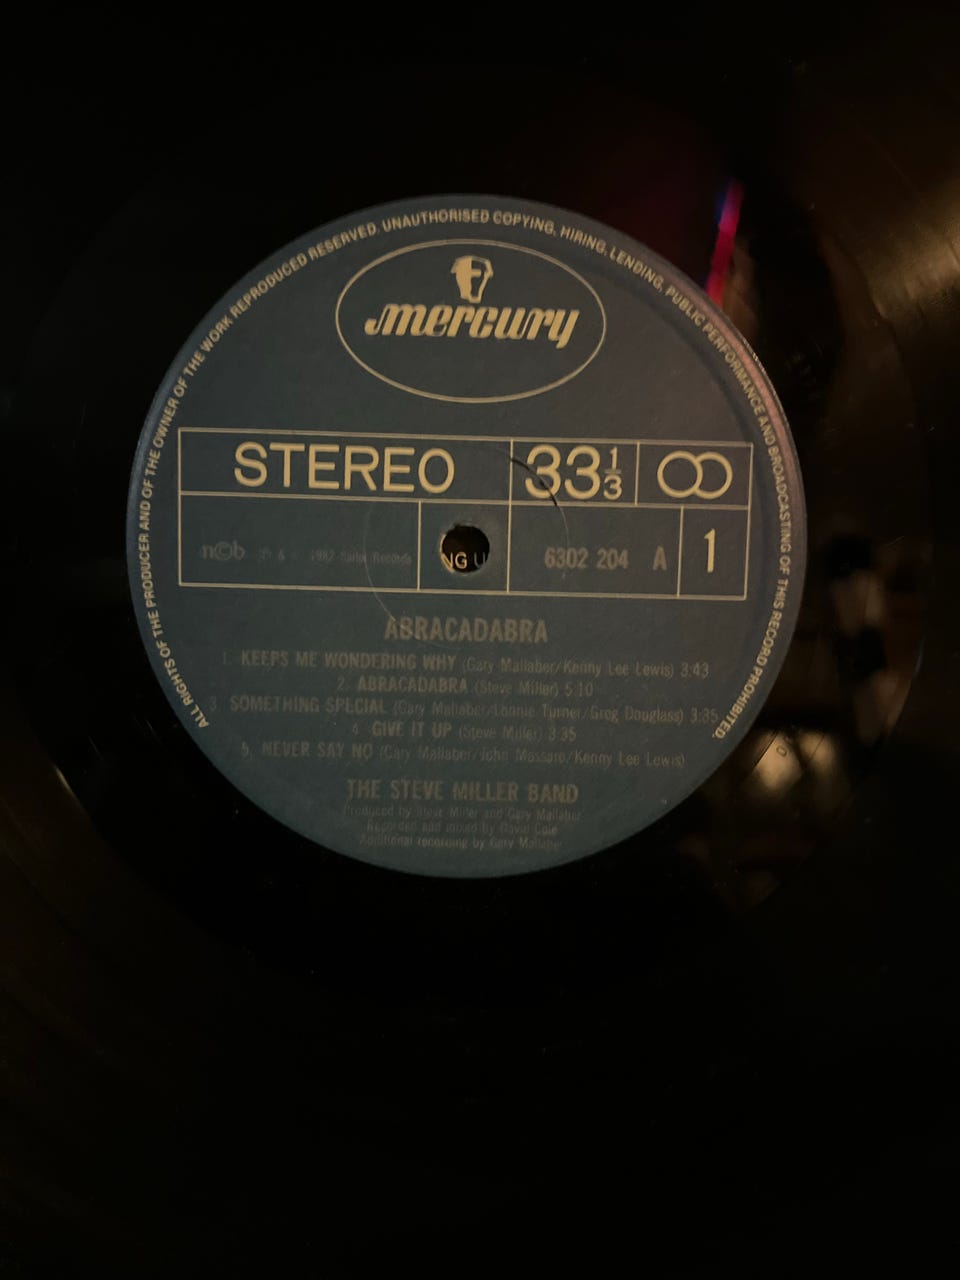 ALL RIGHTS OF THE PRODUCER AND OF THE OWNER OF THE WORK REPRODUCED RESERVED. UNAUTHORISED COPYING, HIRING, LENDING, PUBLIC PERFORMANCE AND BROADCASTING OF THIS RECORD PROHIBITED.
mercury
STEREO 33⅓
ncb ℗ & © 1982 Sailor Records NG U 6302 204 A 1
ABRACADABRA
1. KEEPS ME WONDERING WHY (Gary Mallaber/Kenny Lee Lewis) 3:43
2. ABRACADABRA (Steve Miller) 5:10
3. SOMETHING SPECIAL (Gary Mallaber/Lonnie Turner/Greg Douglass) 3:35
4. GIVE IT UP (Steve Miller) 3:35
5. NEVER SAY NO (Gary Mallaber/John Massaro/Kenny Lee Lewis)
THE STEVE MILLER BAND
Produced by Steve Miller and Gary Mallaber
Recorded and mixed by David Cole
Additional recording by Gary Mallaber